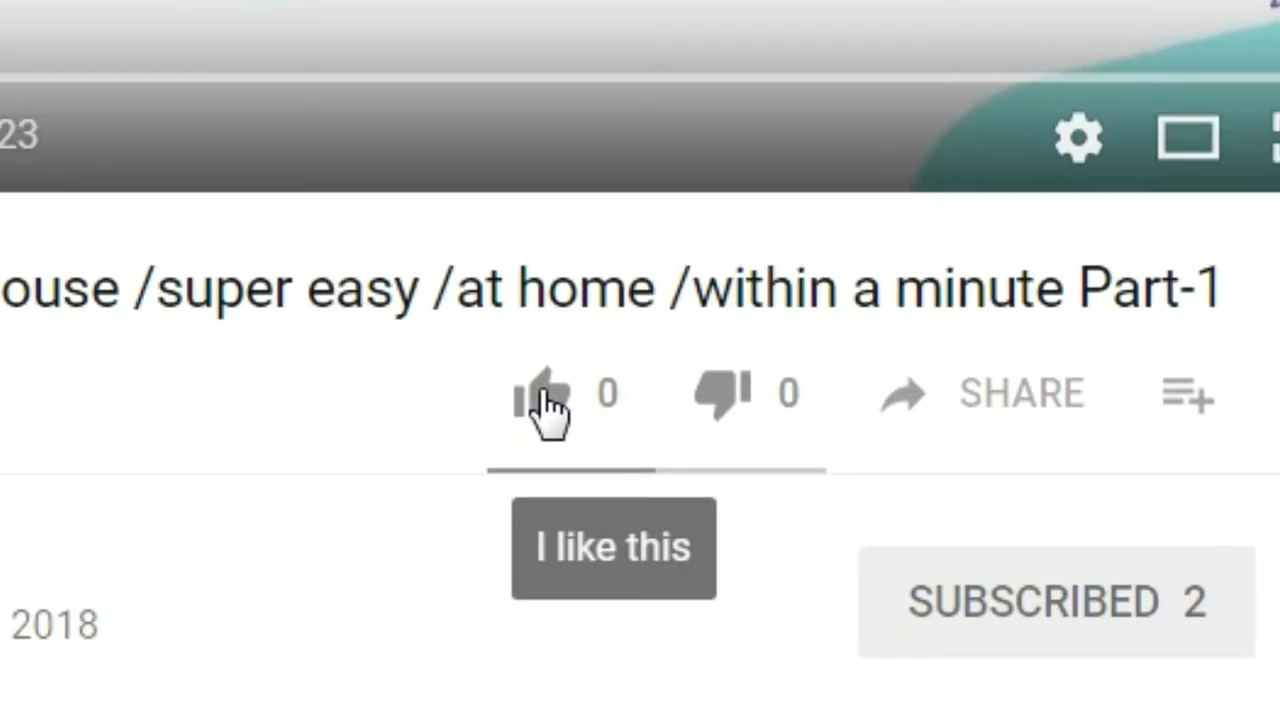 23
ouse /super easy /at home /within a minute Part-1
0 0 SHARE
I like this
SUBSCRIBED 2
2018